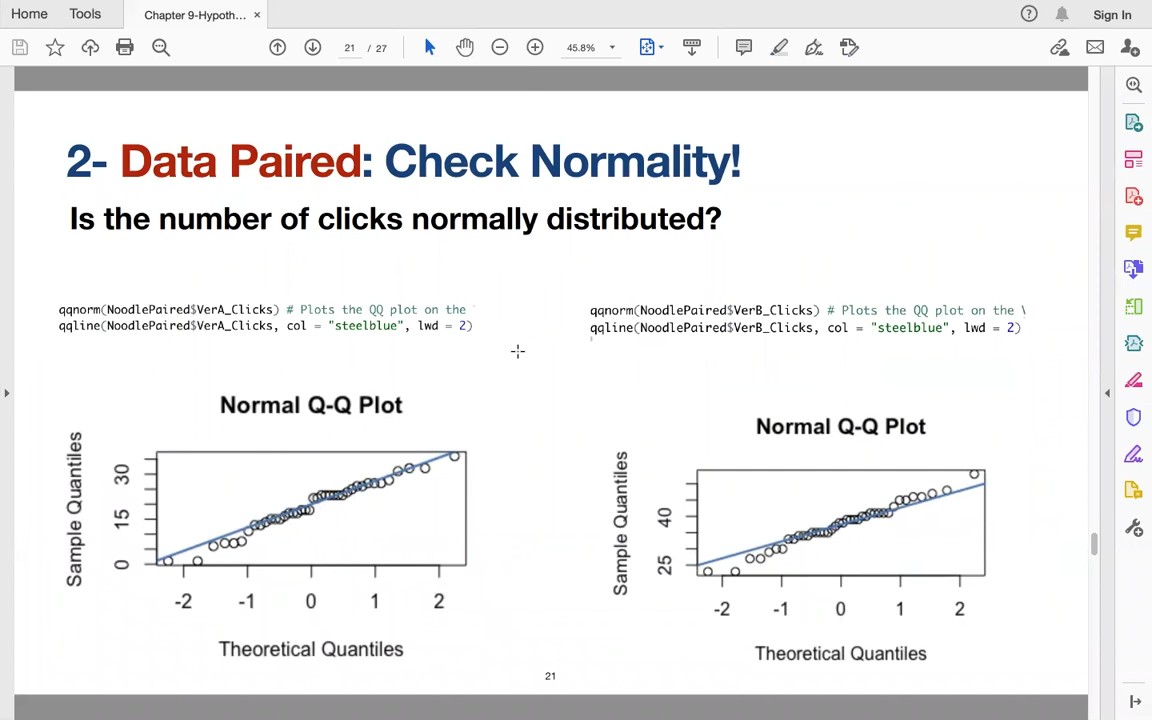 Home
Tools
Chapter 9-Hypoth...
Sign In
21 / 27
45.8%
2- Data Paired: Check Normality!
Is the number of clicks normally distributed?
qqnorm(NoodlePaired$VerA_Clicks) # Plots the QQ plot on the
qqline(NoodlePaired$VerA_Clicks, col = "steelblue", lwd = 2)
qqnorm(NoodlePaired$VerB_Clicks) # Plots the QQ plot on the \
qqline(NoodlePaired$VerB_Clicks, col = "steelblue", lwd = 2)
Normal Q-Q Plot
Sample Quantiles
30
15
0
-2 -1 0 1 2
Theoretical Quantiles
Normal Q-Q Plot
Sample Quantiles
40
25
-2 -1 0 1 2
Theoretical Quantiles
21